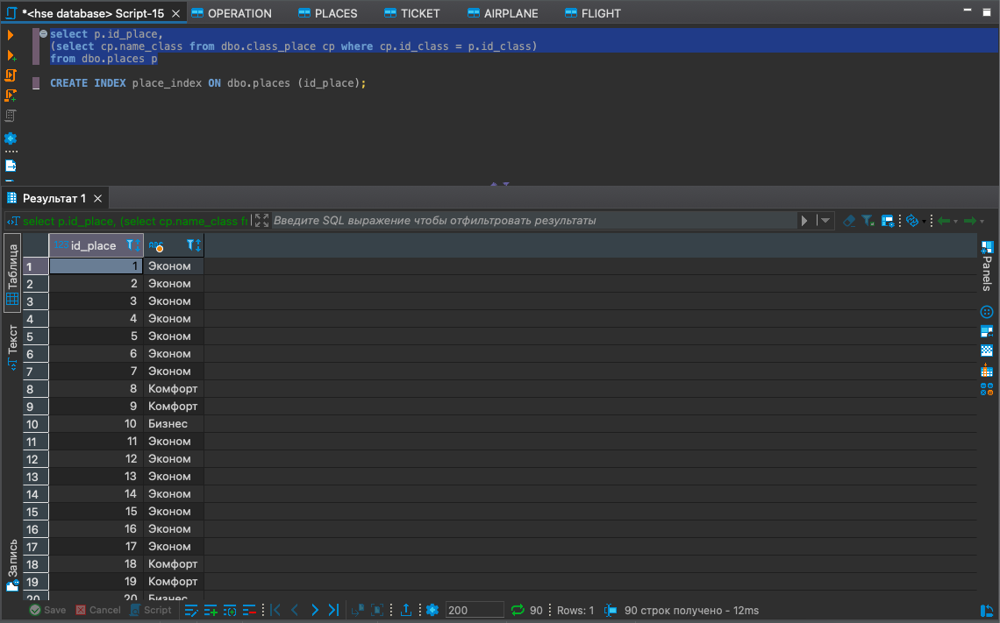 *<hse database> Script-15
OPERATION
PLACES
TICKET
AIRPLANE
FLIGHT
select p.id_place,
(select cp.name_class from dbo.class_place cp where cp.id_class = p.id_class)
from dbo.places p
CREATE INDEX place_index ON dbo.places (id_place);
Результат 1
select p.id_place, (select cp.name_class f
Введите SQL выражение чтобы отфильтровать результаты
Таблица
Текст
Запись
Panels
123 id_place ABC
1 1 Эконом
2 2 Эконом
3 3 Эконом
4 4 Эконом
5 5 Эконом
6 6 Эконом
7 7 Эконом
8 8 Комфорт
9 9 Комфорт
10 10 Бизнес
11 11 Эконом
12 12 Эконом
13 13 Эконом
14 14 Эконом
15 15 Эконом
16 16 Эконом
17 17 Эконом
18 18 Комфорт
19 19 Комфорт
20 20 Бизнес
Save Cancel Script 200 90 Rows: 1 90 строк получено - 12ms